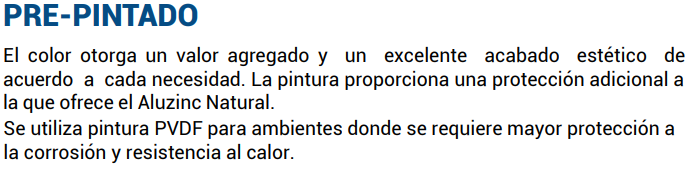 PRE-PINTADO
El color otorga un valor agregado y un excelente acabado estético de
acuerdo a cada necesidad. La pintura proporciona una protección adicional a
la que ofrece el Aluzinc Natural.
Se utiliza pintura PVDF para ambientes donde se requiere mayor protección a
la corrosión y resistencia al calor.